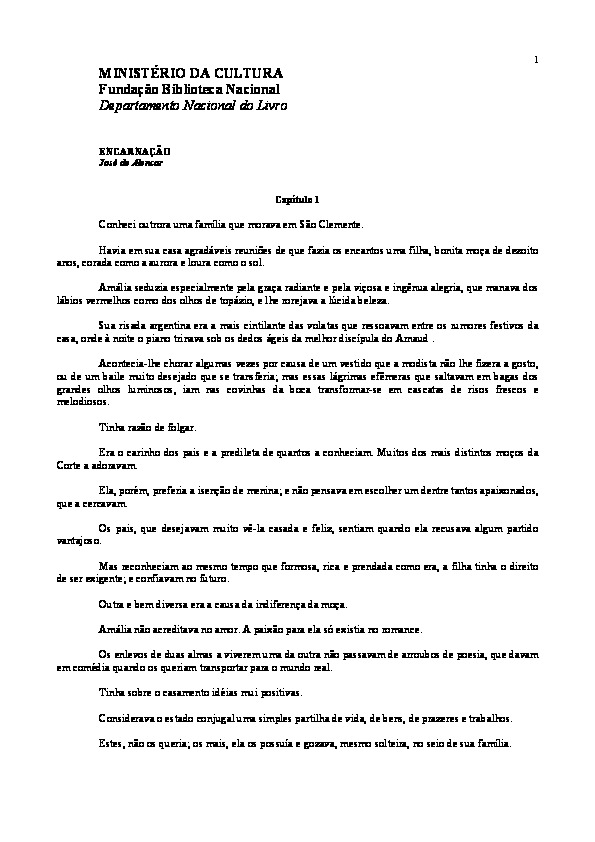 1
MINISTÉRIO DA CULTURA
Fundação Biblioteca Nacional
Departamento Nacional do Livro
ENCARNAÇÃO
José de Alencar
Capítulo I
Conheci outrora uma família que morava em São Clemente.
Havia em sua casa agradáveis reuniões de que fazia os encantos uma filha, bonita moça de dezoito
anos, corada como a aurora e loura como o sol.
Amália seduzia especialmente pela graça radiante e pela viçosa e ingênua alegria, que manava dos
lábios vermelhos como dos olhos de topázio, e lhe rorejava a lúcida beleza.
Sua risada argentina era a mais cintilante das volatas que ressoavam entre os rumores festivos da
casa, onde à noite o piano trinava sob os dedos ágeis da melhor discípula do Arnaud .
Acontecia-lhe chorar algumas vezes por causa de um vestido que a modista não lhe fizera a gosto,
ou de um baile muito desejado que se transferia; mas essas lágrimas efêmeras que saltavam em bagas dos
grandes olhos luminosos, iam nas covinhas da boca transformar-se em cascatas de risos frescos e
melodiosos.
Tinha razão de folgar.
Era o carinho dos pais e a predileta de quantos a conheciam. Muitos dos mais distintos moços da
Corte a adoravam.
Ela, porém, preferia a isenção de menina; e não pensava em escolher um dentre tantos apaixonados,
que a cercavam.
Os pais, que desejavam muito vê-la casada e feliz, sentiam quando ela recusava algum partido
vantajoso.
Mas reconheciam ao mesmo tempo que formosa, rica e prendada como era, a filha tinha o direito
de ser exigente; e confiavam no futuro.
Outra e bem diversa era a causa da indiferença da moça.
Amália não acreditava no amor. A paixão para ela só existia no romance.
Os enlevos de duas almas a viverem uma da outra não passavam de arroubos de poesia, que davam
em comédia quando os queriam transportar para o mundo real.
Tinha sobre o casamento idéias mui positivas.
Considerava o estado conjugal uma simples partilha de vida, de bens, de prazeres e trabalhos.
Estes, não os queria; os mais, ela os possuía e gozava, mesmo solteira, no seio de sua família.